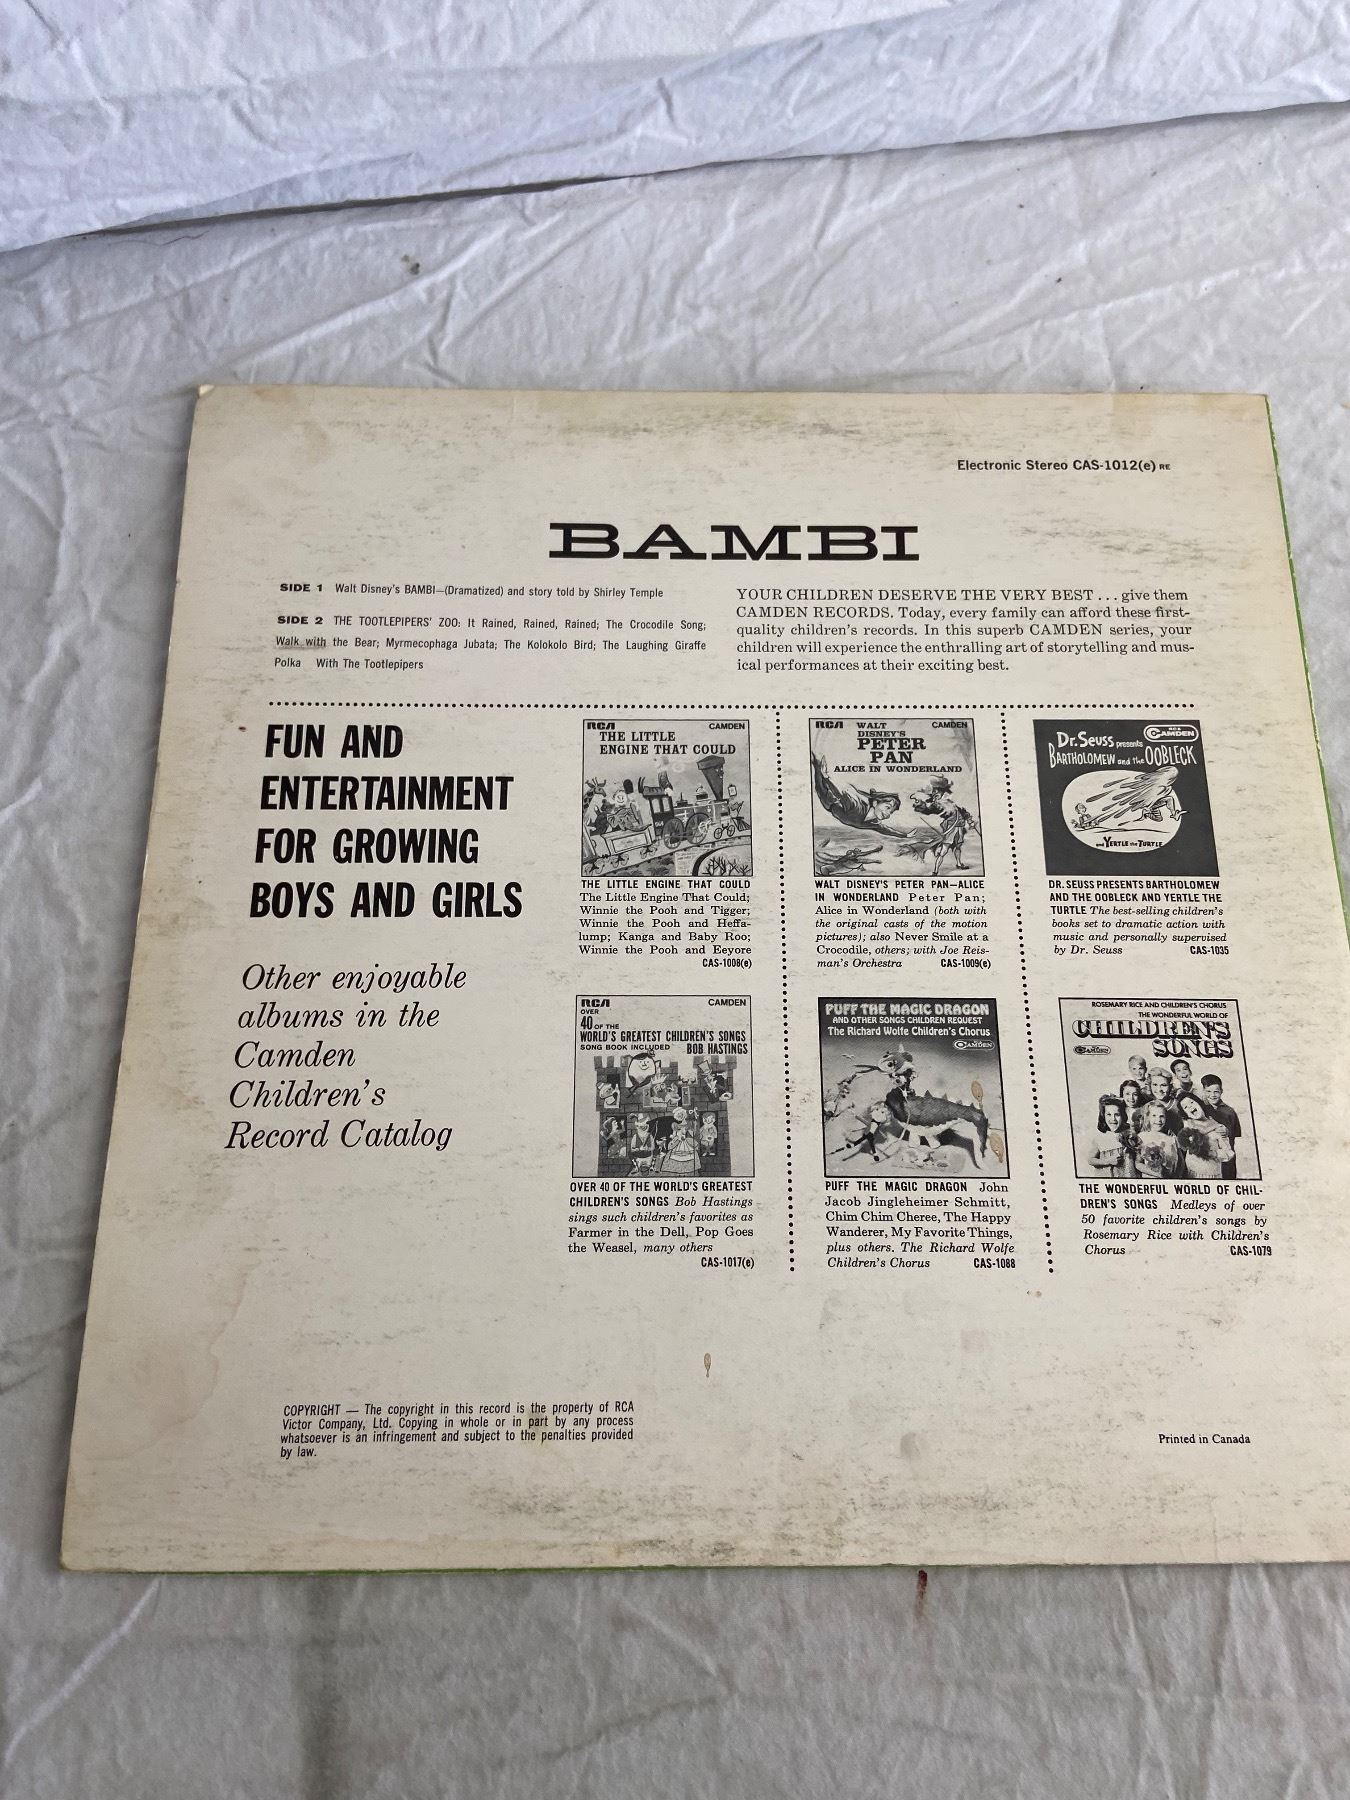 Electronic Stereo CAS-1012(e) RE
BAMBI
SIDE 1 Walt Disney's BAMBI—(Dramatized) and story told by Shirley Temple
SIDE 2 THE TOOTLEPIPERS' ZOO: It Rained, Rained, Rained; The Crocodile Song;
Walk with the Bear; Myrmecophaga Jubata; The Kolokolo Bird; The Laughing Giraffe
Polka With The Tootlepipers
YOUR CHILDREN DESERVE THE VERY BEST . . . give them
CAMDEN RECORDS. Today, every family can afford these first-
quality children's records. In this superb CAMDEN series, your
children will experience the enthralling art of storytelling and mus-
ical performances at their exciting best.
FUN AND
ENTERTAINMENT
FOR GROWING
BOYS AND GIRLS
Other enjoyable
albums in the
Camden
Children's
Record Catalog
RCA CAMDEN
THE LITTLE
ENGINE THAT COULD
THE LITTLE ENGINE THAT COULD
The Little Engine That Could;
Winnie the Pooh and Tigger;
Winnie the Pooh and Heffa-
lump; Kanga and Baby Roo;
Winnie the Pooh and Eeyore
CAS-1008(e)
RCA WALT CAMDEN
DISNEY'S
PETER
PAN
ALICE IN WONDERLAND
WALT DISNEY'S PETER PAN—ALICE
IN WONDERLAND Peter Pan;
Alice in Wonderland (both with
the original casts of the motion
pictures); also Never Smile at a
Crocodile, others; with Joe Reis-
man's Orchestra CAS-1009(e)
RCA CAMDEN
Dr. Seuss presents
BARTHOLOMEW and the OOBLECK
and YERTLE the TURTLE
DR. SEUSS PRESENTS BARTHOLOMEW
AND THE OOBLECK AND YERTLE THE
TURTLE The best-selling children's
books set to dramatic action with
music and personally supervised
by Dr. Seuss CAS-1035
RCA CAMDEN
OVER
40 OF THE
WORLD'S GREATEST CHILDREN'S SONGS
SONG BOOK INCLUDED BOB HASTINGS
OVER 40 OF THE WORLD'S GREATEST
CHILDREN'S SONGS Bob Hastings
sings such children's favorites as
Farmer in the Dell, Pop Goes
the Weasel, many others
CAS-1017(e)
PUFF THE MAGIC DRAGON
AND OTHER SONGS CHILDREN REQUEST
The Richard Wolfe Children's Chorus
CAMDEN
PUFF THE MAGIC DRAGON John
Jacob Jingleheimer Schmitt,
Chim Chim Cheree, The Happy
Wanderer, My Favorite Things,
plus others. The Richard Wolfe
Children's Chorus CAS-1088
ROSEMARY RICE AND CHILDREN'S CHORUS
THE WONDERFUL WORLD OF
CHILDREN'S
CAMDEN SONGS
THE WONDERFUL WORLD OF CHIL-
DREN'S SONGS Medleys of over
50 favorite children's songs by
Rosemary Rice with Children's
Chorus CAS-1079
COPYRIGHT — The copyright in this record is the property of RCA
Victor Company, Ltd. Copying in whole or in part by any process
whatsoever is an infringement and subject to the penalties provided
by law.
Printed in Canada